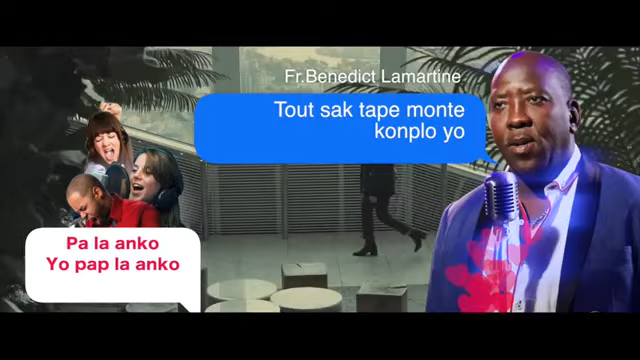 Fr.Benedict Lamartine
Tout sak tape monte
konplo yo
Pa la anko
Yo pap la anko